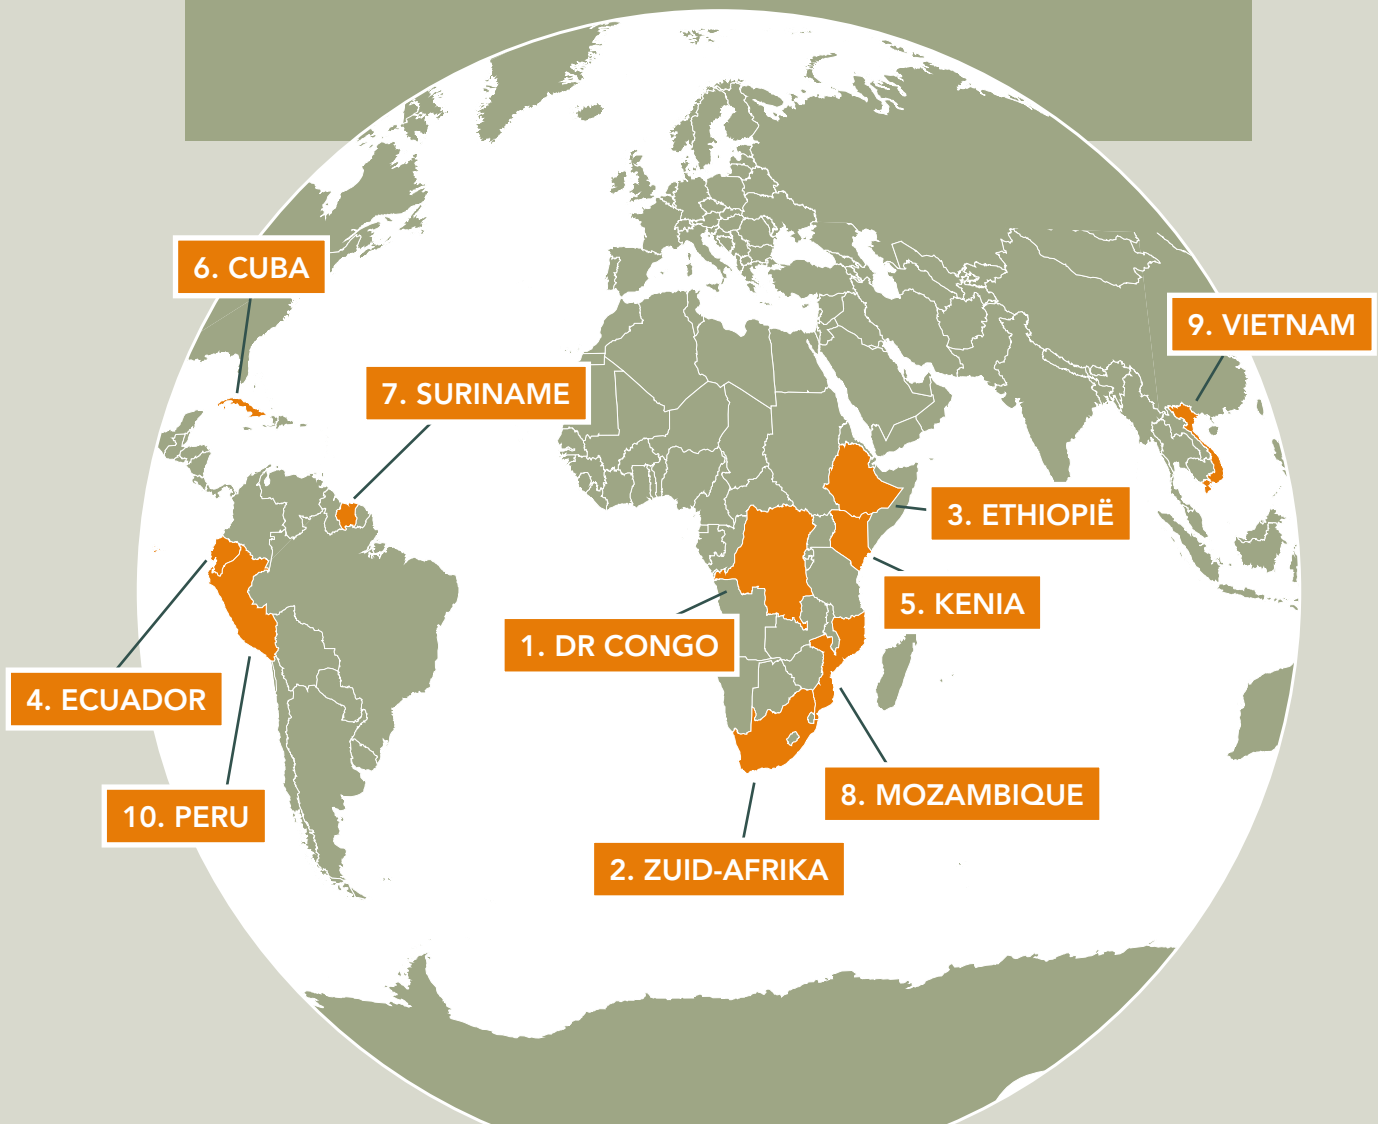 6. CUBA
9. VIETNAM
7. SURINAME
3. ETHIOPIË
5. KENIA
1. DR CONGO
4. ECUADOR
8. MOZAMBIQUE
10. PERU
2. ZUID-AFRIKA